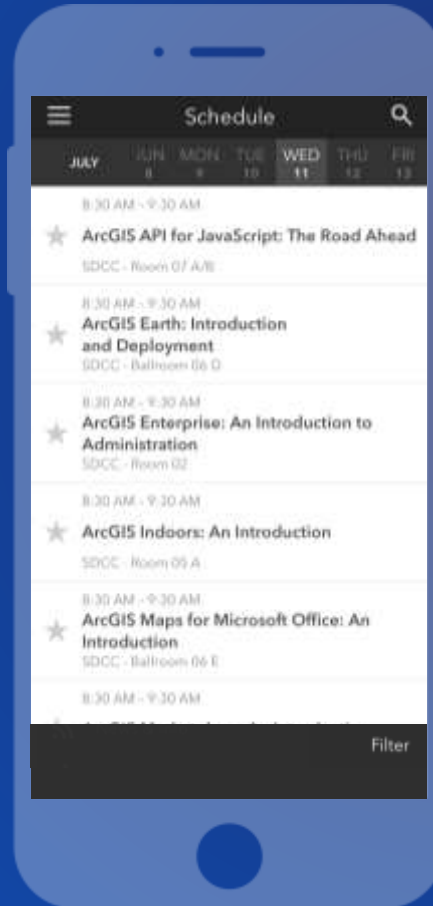 Schedule
JULY SUN MON TUE WED THU FRI
8 9 10 11 12 13
8:30 AM - 9:30 AM
ArcGIS API for JavaScript: The Road Ahead
SDCC - Room 07 A/B
8:30 AM - 9:30 AM
ArcGIS Earth: Introduction
and Deployment
SDCC - Ballroom 06 D
8:30 AM - 9:30 AM
ArcGIS Enterprise: An Introduction to
Administration
SDCC - Room 02
8:30 AM - 9:30 AM
ArcGIS Indoors: An Introduction
SDCC - Room 05 A
8:30 AM - 9:30 AM
ArcGIS Maps for Microsoft Office: An
Introduction
SDCC - Ballroom 06 E
8:30 AM - 9:30 AM
Filter